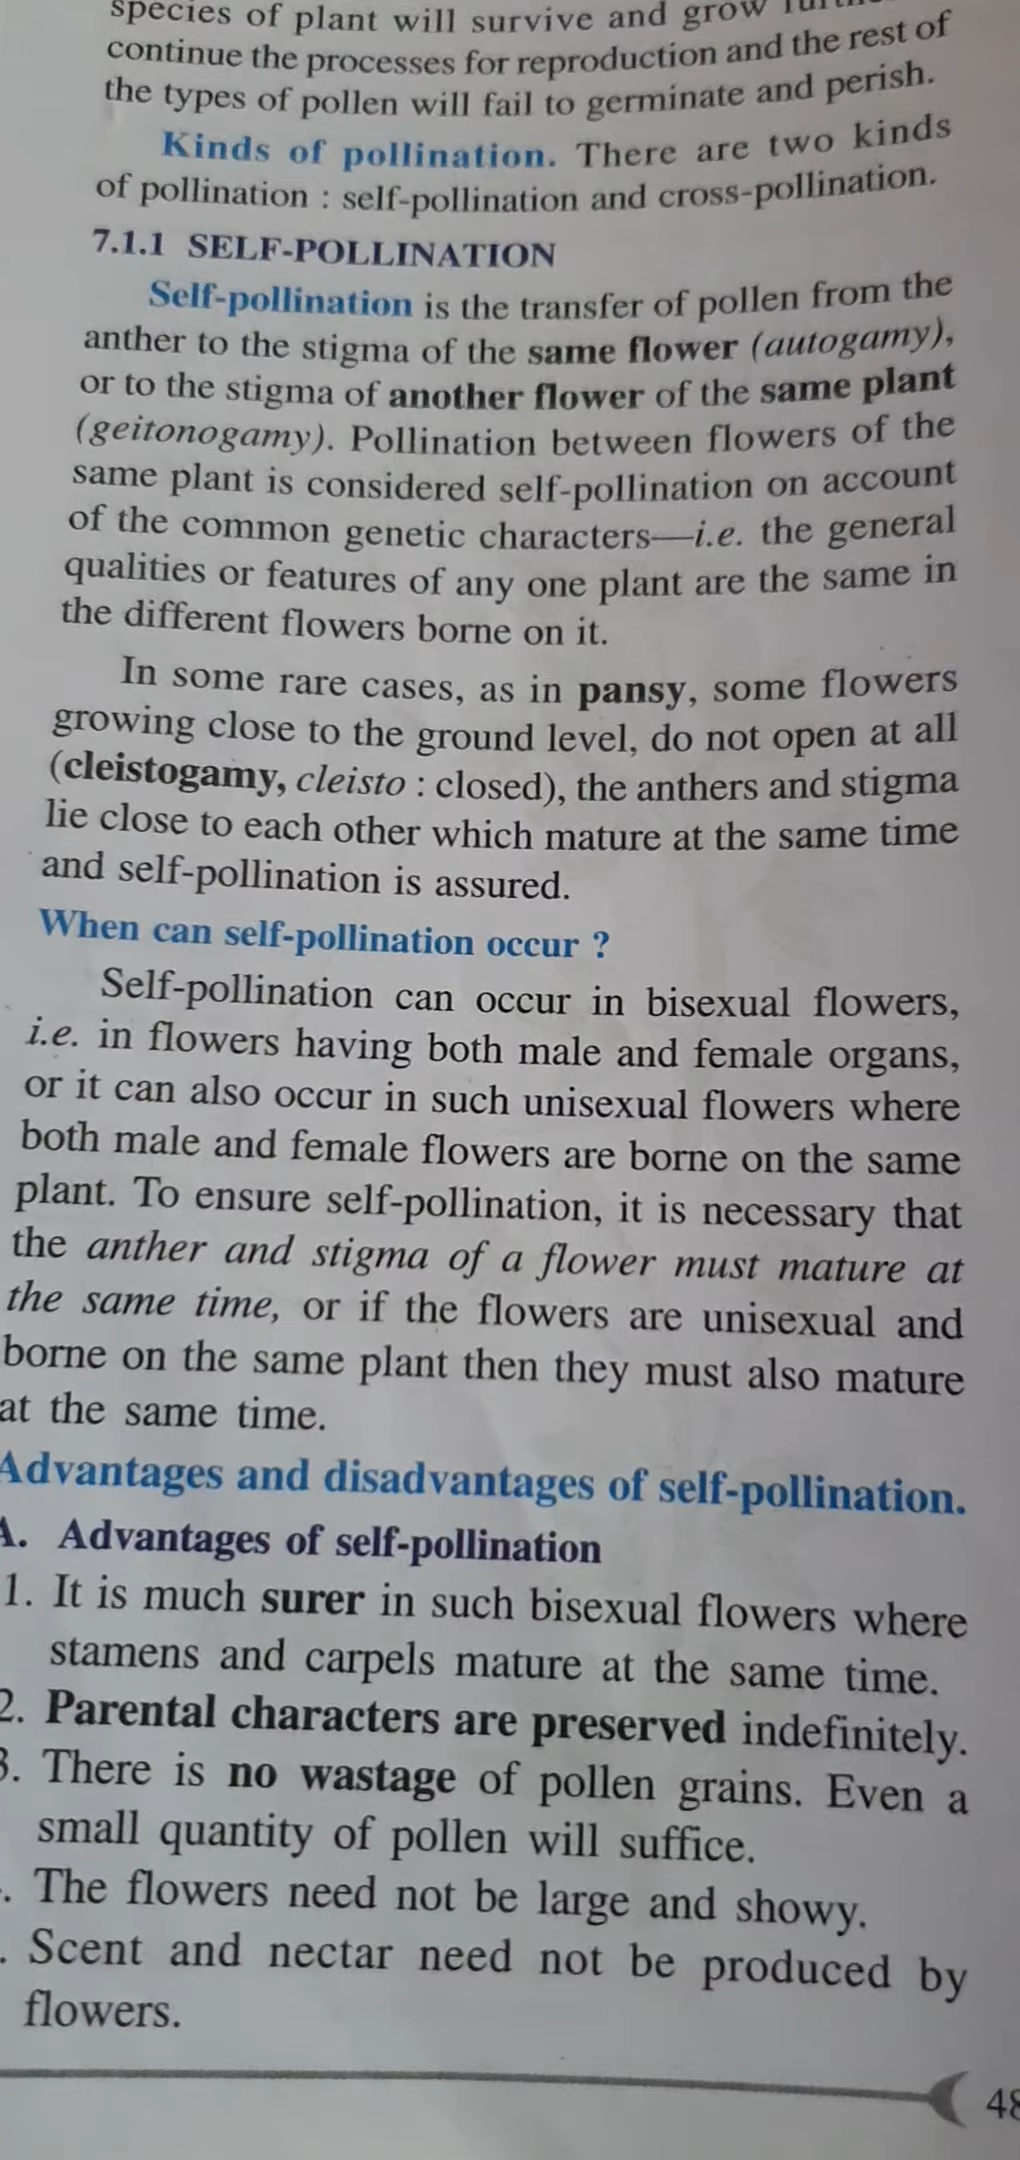 species of plant will survive and grow
continue the processes for reproduction and the rest of
the types of pollen will fail to germinate and perish.
Kinds of pollination. There are two kinds
of pollination : self-pollination and cross-pollination.
7.1.1 SELF-POLLINATION
Self-pollination is the transfer of pollen from the
anther to the stigma of the same flower (autogamy),
or to the stigma of another flower of the same plant
(geitonogamy). Pollination between flowers of the
same plant is considered self-pollination on account
of the common genetic characters—i.e. the general
qualities or features of any one plant are the same in
the different flowers borne on it.
In some rare cases, as in pansy, some flowers
growing close to the ground level, do not open at all
(cleistogamy, cleisto : closed), the anthers and stigma
lie close to each other which mature at the same time
and self-pollination is assured.
When can self-pollination occur ?
Self-pollination can occur in bisexual flowers,
i.e. in flowers having both male and female organs,
or it can also occur in such unisexual flowers where
both male and female flowers are borne on the same
plant. To ensure self-pollination, it is necessary that
the anther and stigma of a flower must mature at
the same time, or if the flowers are unisexual and
borne on the same plant then they must also mature
at the same time.
Advantages and disadvantages of self-pollination.
A. Advantages of self-pollination
1. It is much surer in such bisexual flowers where
stamens and carpels mature at the same time.
2. Parental characters are preserved indefinitely.
3. There is no wastage of pollen grains. Even a
small quantity of pollen will suffice.
. The flowers need not be large and showy.
. Scent and nectar need not be produced by
flowers.
48